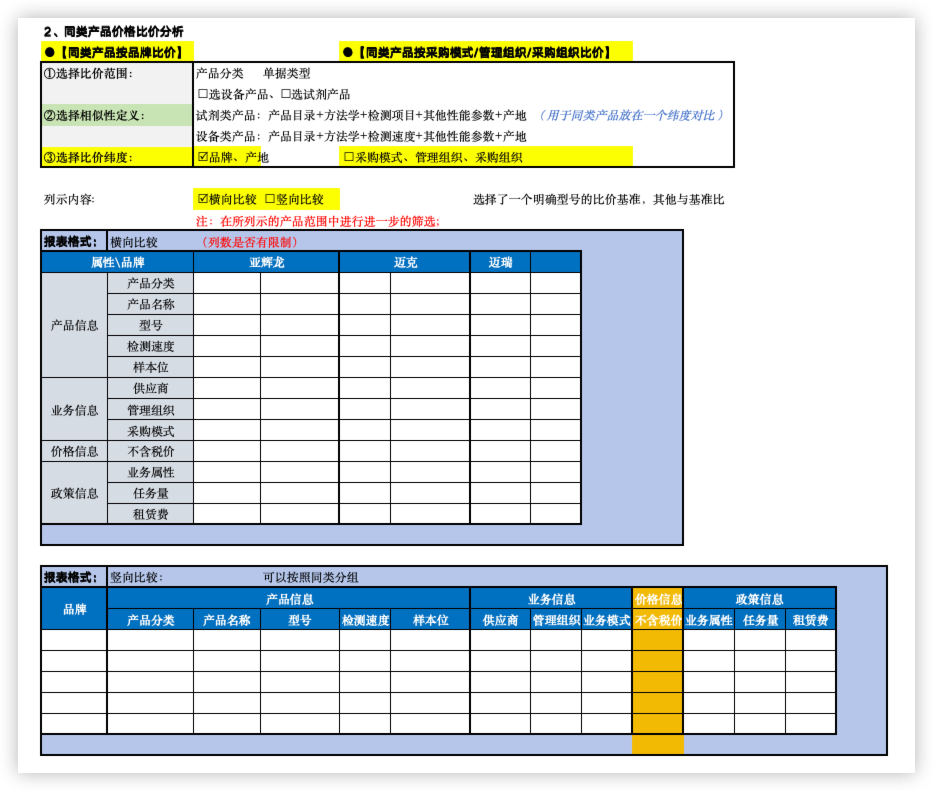 2、同类产品价格比价分析
●【同类产品按品牌比价】 ●【同类产品按采购模式/管理组织/采购组织比价】
①选择比价范围: 产品分类 单据类型
☐选设备产品、☐选试剂产品
②选择相似性定义: 试剂类产品: 产品目录+方法学+检测项目+其他性能参数+产地 (用于同类产品放在一个纬度对比)
设备类产品: 产品目录+方法学+检测速度+其他性能参数+产地
③选择比价纬度: ☑品牌、产地 ☐采购模式、管理组织、采购组织
列示内容: ☑横向比较 ☐竖向比较 选择了一个明确型号的比价基准, 其他与基准比
注: 在所列示的产品范围中进行进一步的筛选;
报表格式: 横向比较 (列数是否有限制)
属性\品牌 亚辉龙 迈克 迈瑞
产品信息 产品分类
产品名称
型号
检测速度
样本位
业务信息 供应商
管理组织
采购模式
价格信息 不含税价
政策信息 业务属性
任务量
租赁费
报表格式: 竖向比较: 可以按照同类分组
品牌 产品信息 业务信息 价格信息 政策信息
产品分类 产品名称 型号 检测速度 样本位 供应商 管理组织 业务模式 不含税价 业务属性 任务量 租赁费